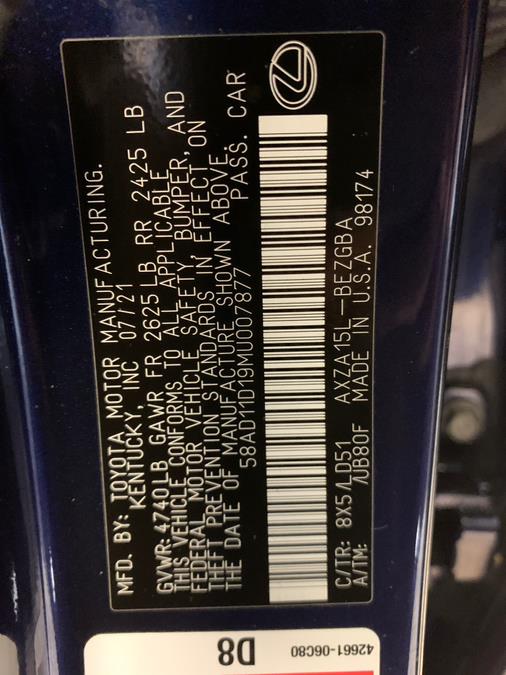 MFD. BY: TOYOTA MOTOR MANUFACTURING.
KENTUCKY, INC 07/21
GVWR: 4740LB GAWR FR 2625 LB RR 2425 LB
THIS VEHICLE CONFORMS TO ALL APPLICABLE
FEDERAL MOTOR VEHICLE SAFETY, BUMPER, AND
THEFT PREVENTION STANDARDS IN EFFECT ON
THE DATE OF MANUFACTURE SHOWN ABOVE.
58AD11D19MU007877 PASS. CAR
C/TR: 8X5/LD51 AXZA15L-BEZGBA
A/TM: /UB80F MADE IN U.S.A. 98174
D8
42661-06C80